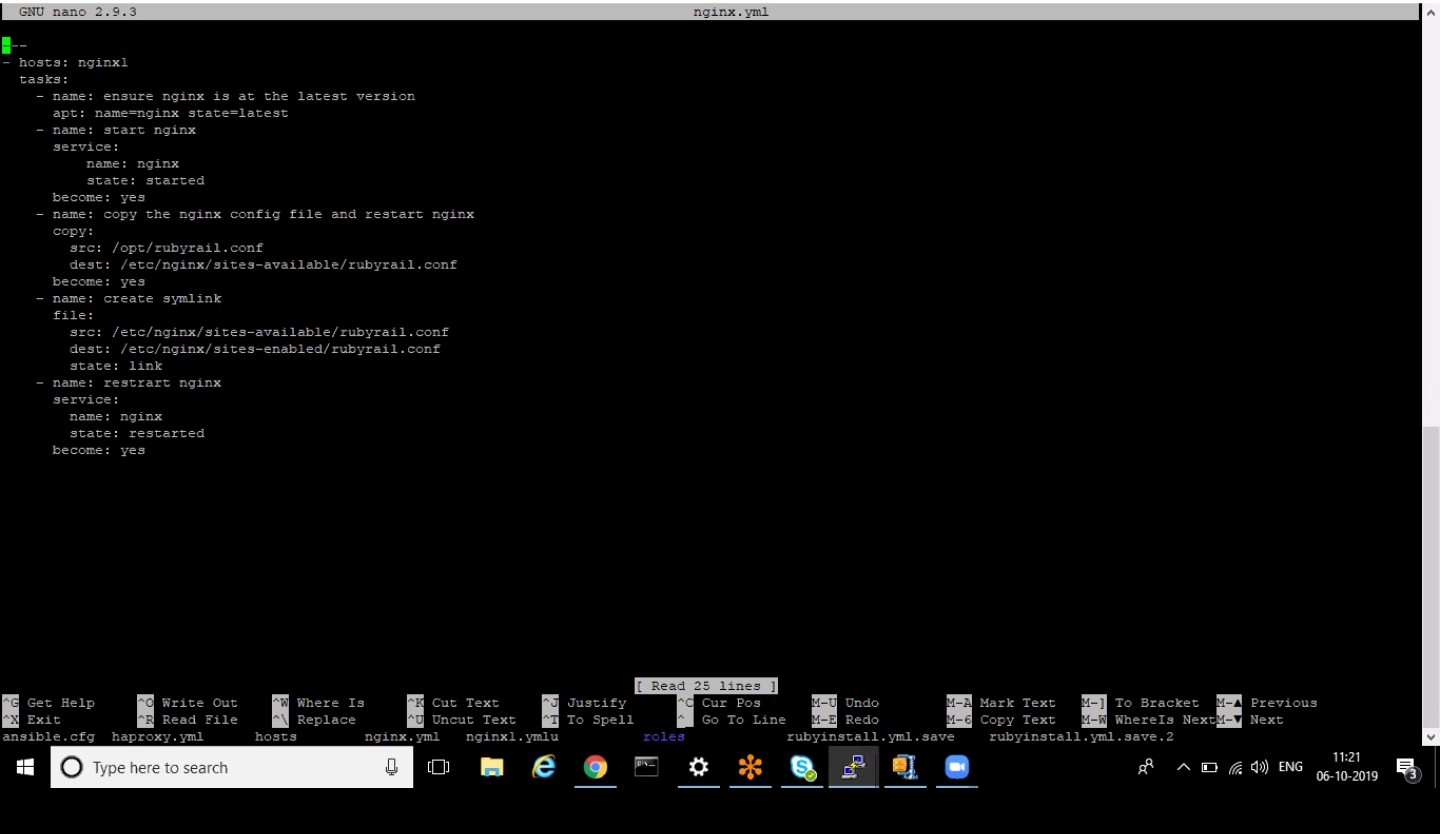 GNU nano 2.9.3 nginx.yml
---
- hosts: nginx1
tasks:
- name: ensure nginx is at the latest version
apt: name=nginx state=latest
- name: start nginx
service:
name: nginx
state: started
become: yes
- name: copy the nginx config file and restart nginx
copy:
src: /opt/rubyrail.conf
dest: /etc/nginx/sites-available/rubyrail.conf
become: yes
- name: create symlink
file:
src: /etc/nginx/sites-available/rubyrail.conf
dest: /etc/nginx/sites-enabled/rubyrail.conf
state: link
- name: restrart nginx
service:
name: nginx
state: restarted
become: yes
[ Read 25 lines ]
^G Get Help ^O Write Out ^W Where Is ^K Cut Text ^J Justify ^C Cur Pos M-U Undo M-A Mark Text M-] To Bracket M-▲ Previous
^X Exit ^R Read File ^\ Replace ^U Uncut Text ^T To Spell ^ Go To Line M-E Redo M-6 Copy Text M-W WhereIs Next M-▼ Next
ansible.cfg haproxy.yml hosts nginx.yml nginx1.ymlu roles rubyinstall.yml.save rubyinstall.yml.save.2
Type here to search
ENG
11:21
06-10-2019
3